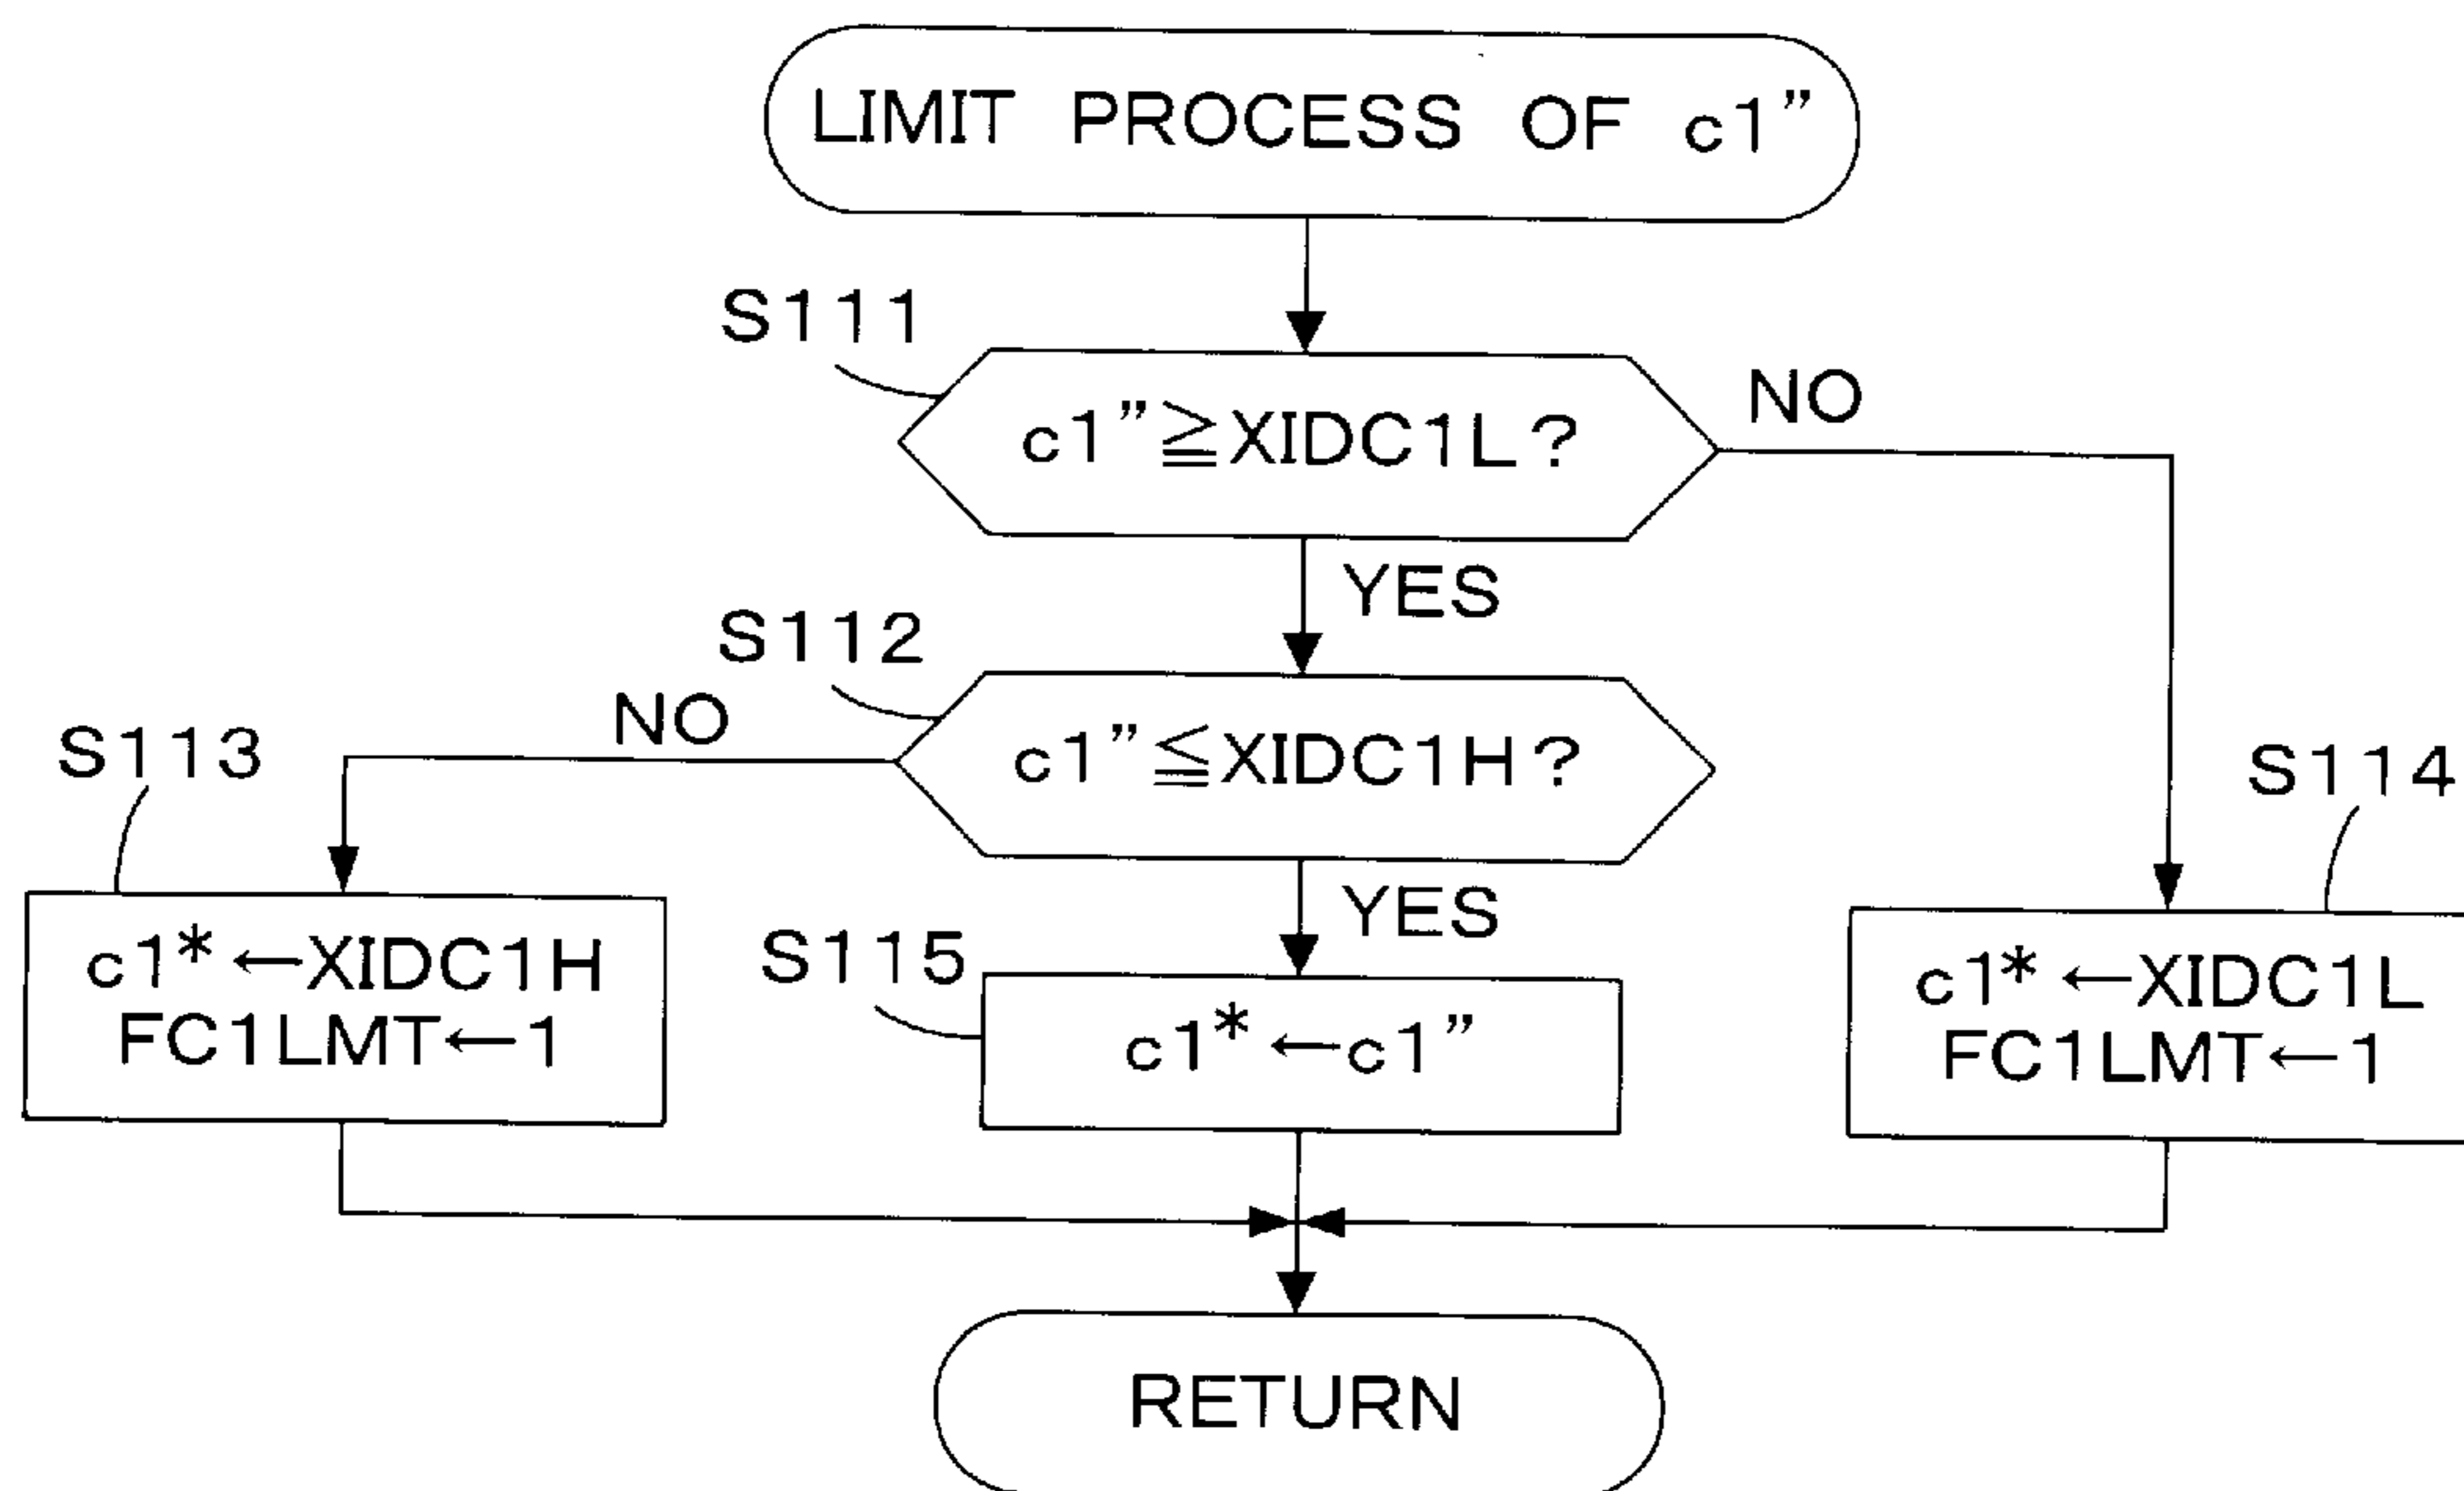 LIMIT PROCESS OF c1”
S111
c1”≧XIDC1L?
NO
YES
S112
c1”≦XIDC1H?
NO
YES
S113
c1*←XIDC1H
FC1LMT←1
S115
c1*←c1”
S114
c1*←XIDC1L
FC1LMT←1
RETURN